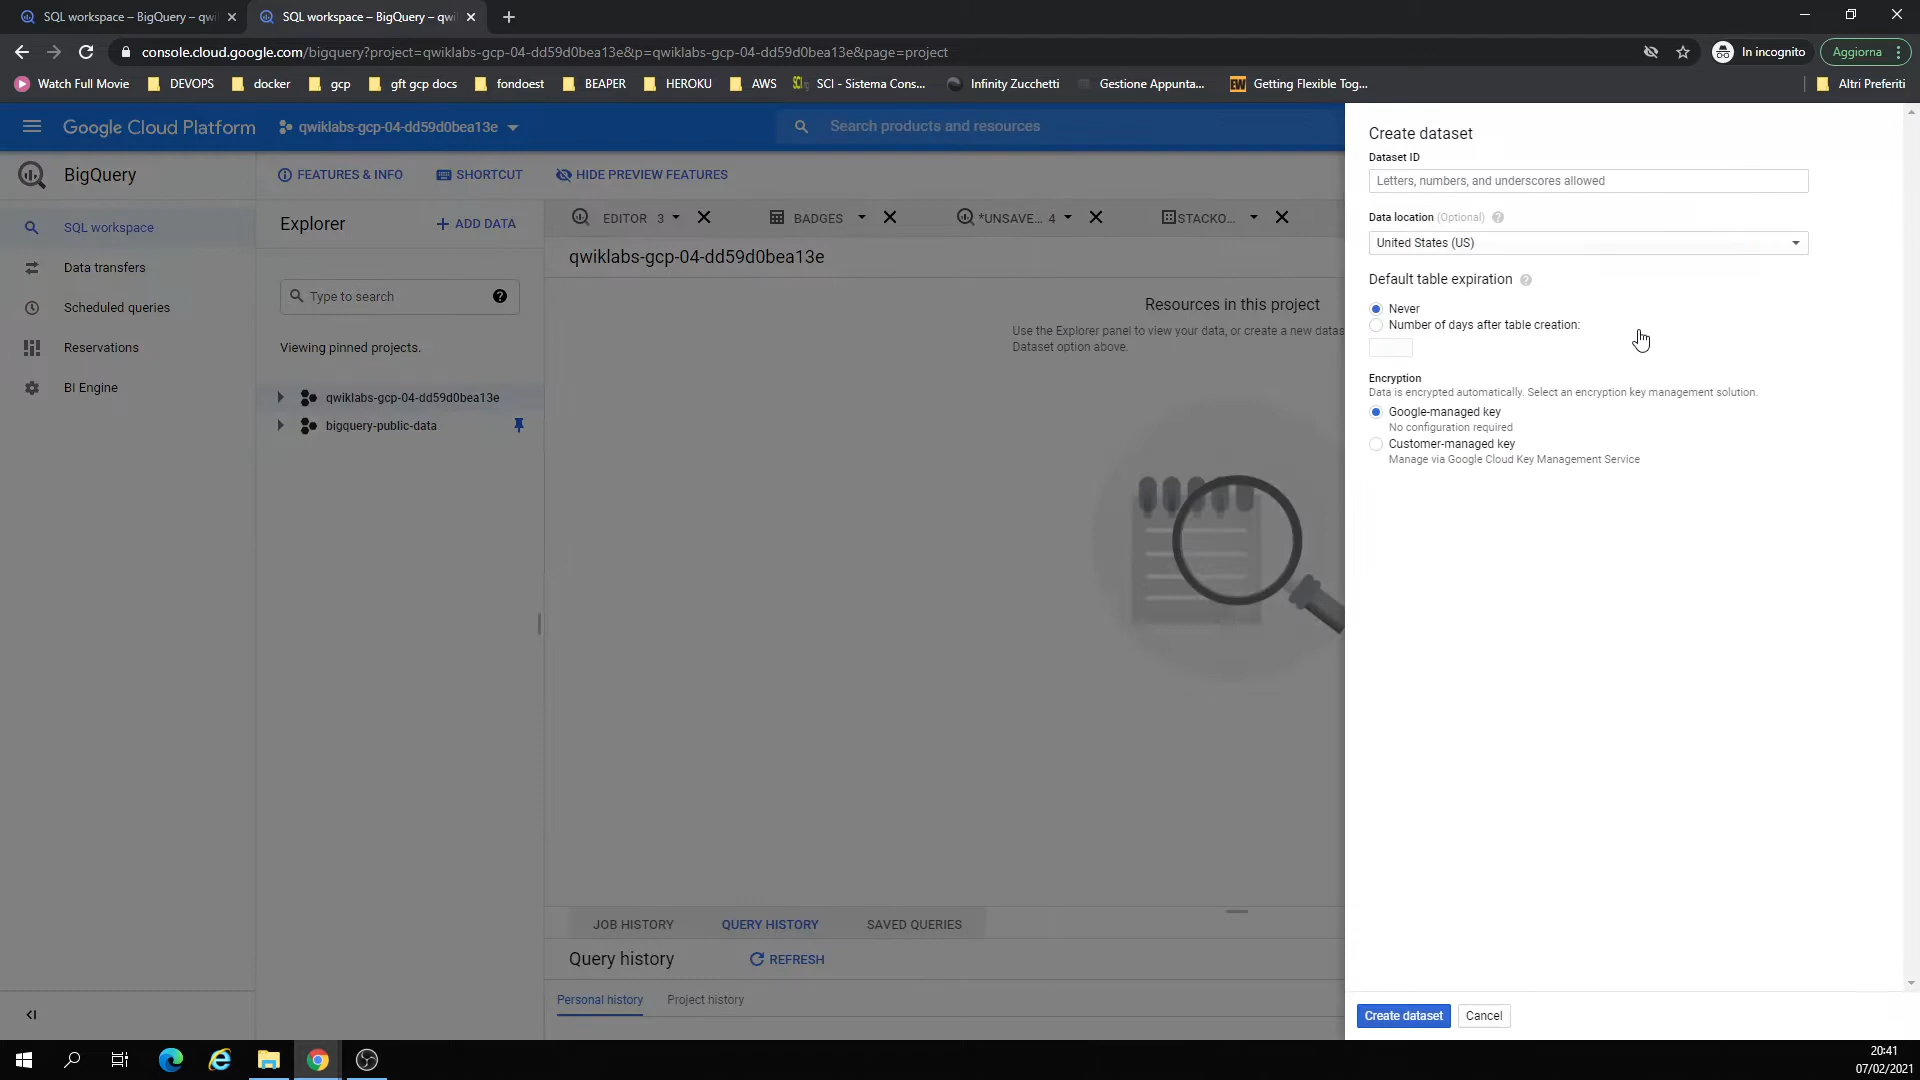 SQL workspace – BigQuery – qwi
SQL workspace – BigQuery – qwi
console.cloud.google.com/bigquery?project=qwiklabs-gcp-04-dd59d0bea13e&p=qwiklabs-gcp-04-dd59d0bea13e&page=project
In incognito
Aggiorna
Watch Full Movie
DEVOPS
docker
gcp
gft gcp docs
fondoest
BEAPER
HEROKU
AWS
SCI - Sistema Cons...
Infinity Zucchetti
Gestione Appunta...
Getting Flexible Tog...
Altri Preferiti
Google Cloud Platform
qwiklabs-gcp-04-dd59d0bea13e
Search products and resources
BigQuery
FEATURES & INFO
SHORTCUT
HIDE PREVIEW FEATURES
SQL workspace
Data transfers
Scheduled queries
Reservations
BI Engine
Explorer
ADD DATA
Type to search
Viewing pinned projects.
qwiklabs-gcp-04-dd59d0bea13e
bigquery-public-data
EDITOR 3
BADGES
*UNSAVE... 4
STACKO...
qwiklabs-gcp-04-dd59d0bea13e
Resources in this project
Use the Explorer panel to view your data, or create a new datas
Dataset option above.
JOB HISTORY
QUERY HISTORY
SAVED QUERIES
Query history
REFRESH
Personal history
Project history
Create dataset
Dataset ID
Letters, numbers, and underscores allowed
Data location (Optional)
United States (US)
Default table expiration
Never
Number of days after table creation:
Encryption
Data is encrypted automatically. Select an encryption key management solution.
Google-managed key
No configuration required
Customer-managed key
Manage via Google Cloud Key Management Service
Create dataset
Cancel
20:41
07/02/2021